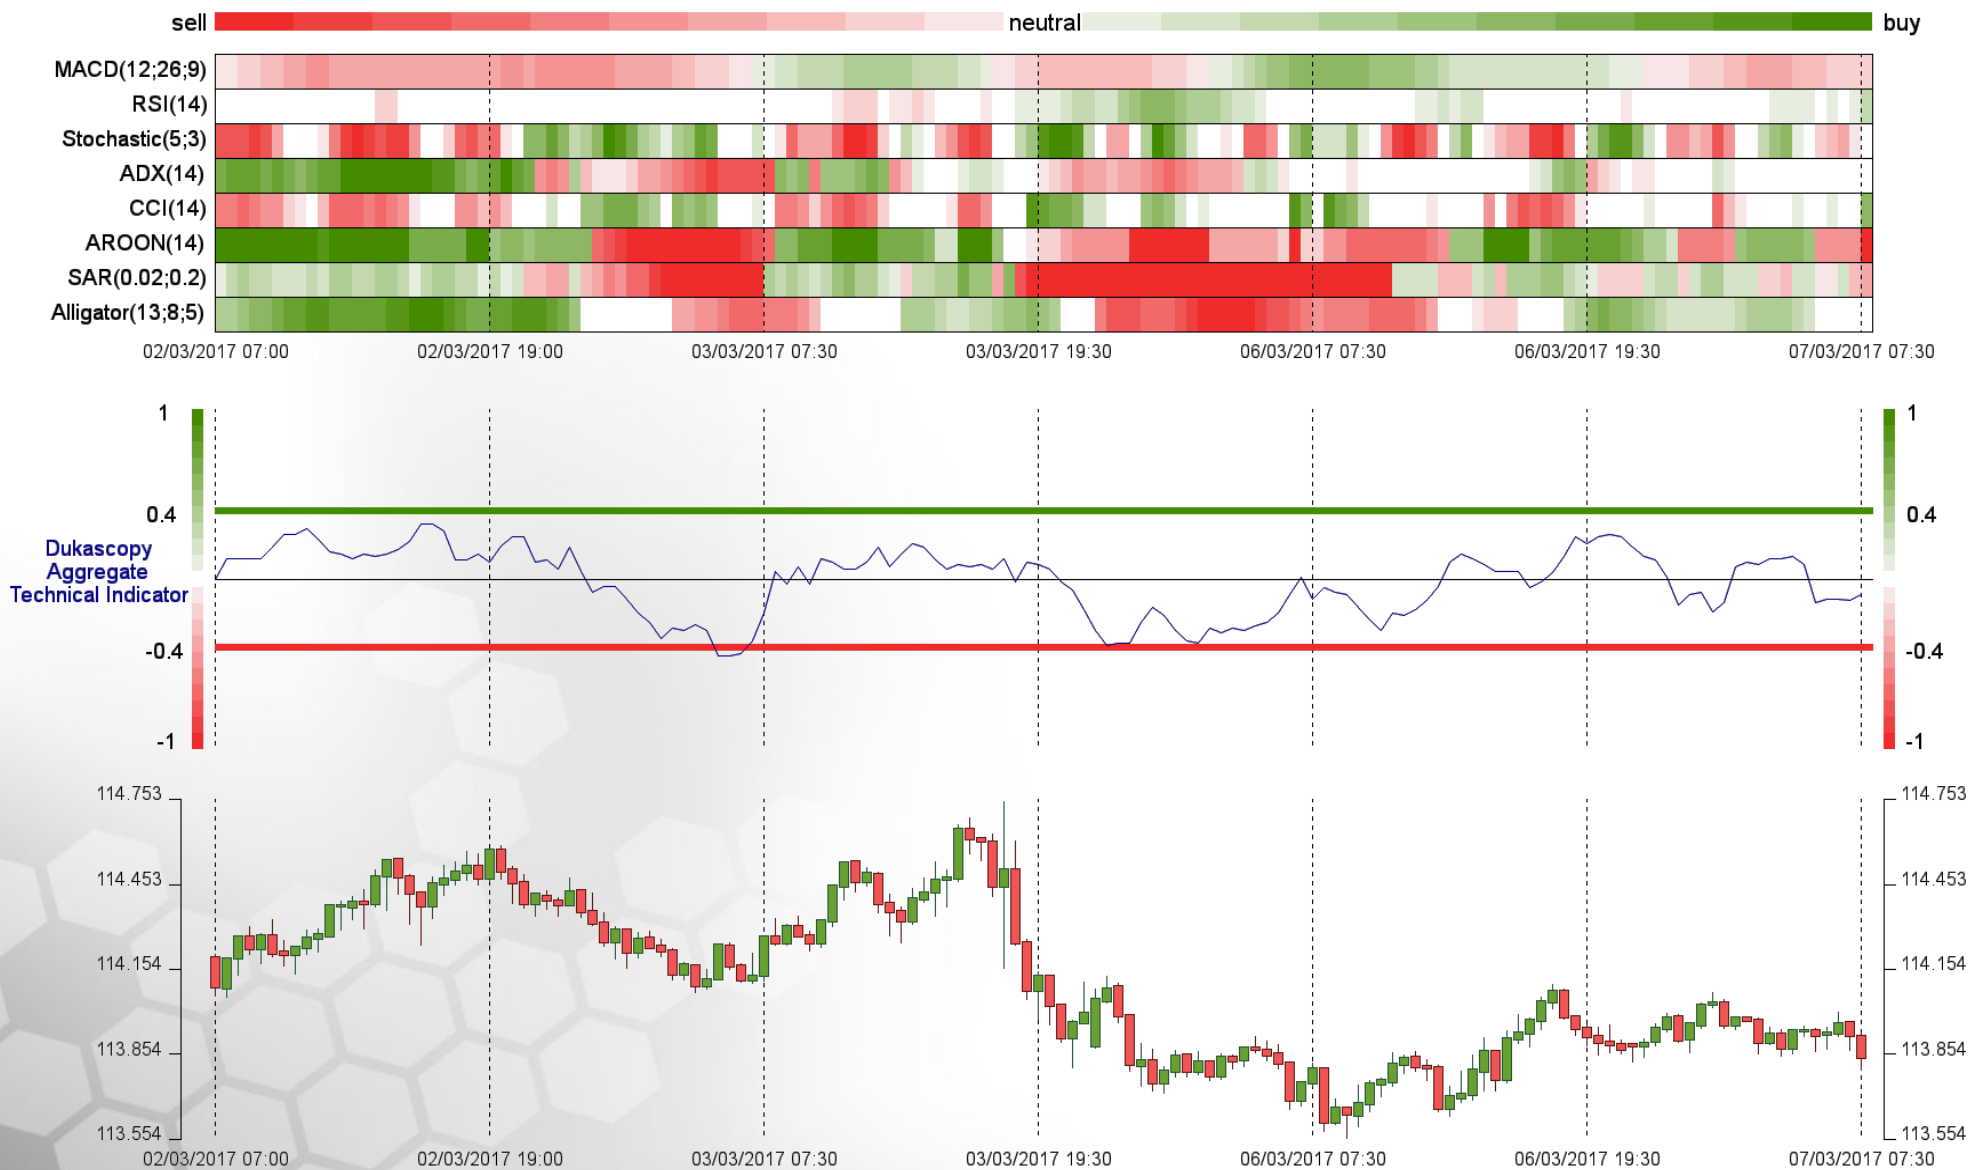 sell neutral buy
MACD(12;26;9)
RSI(14)
Stochastic(5;3)
ADX(14)
CCI(14)
AROON(14)
SAR(0.02;0.2)
Alligator(13;8;5)
02/03/2017 07:00 02/03/2017 19:00 03/03/2017 07:30 03/03/2017 19:30 06/03/2017 07:30 06/03/2017 19:30 07/03/2017 07:30
1 1
0.4 0.4
Dukascopy
Aggregate
Technical Indicator
-0.4 -0.4
-1 -1
114.753 114.753
114.453 114.453
114.154 114.154
113.854 113.854
113.554 113.554
02/03/2017 07:00 02/03/2017 19:00 03/03/2017 07:30 03/03/2017 19:30 06/03/2017 07:30 06/03/2017 19:30 07/03/2017 07:30